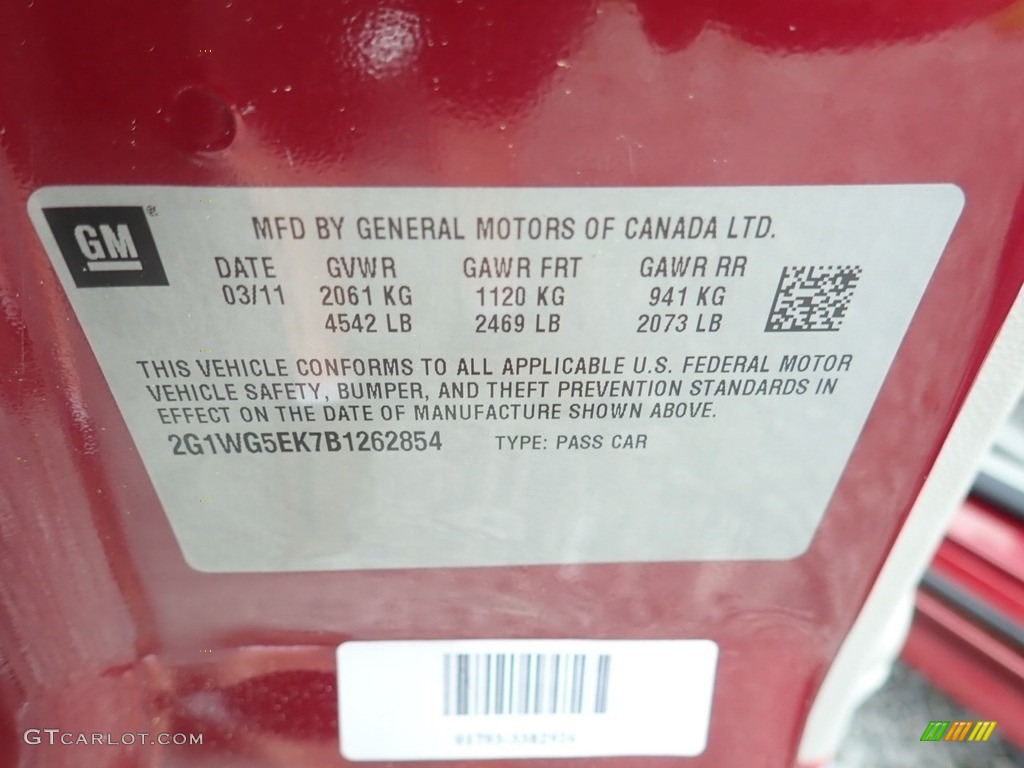 GM ®
MFD BY GENERAL MOTORS OF CANADA LTD.
DATE GVWR GAWR FRT GAWR RR
03/11 2061 KG 1120 KG 941 KG
4542 LB 2469 LB 2073 LB
THIS VEHICLE CONFORMS TO ALL APPLICABLE U.S. FEDERAL MOTOR
VEHICLE SAFETY, BUMPER, AND THEFT PREVENTION STANDARDS IN
EFFECT ON THE DATE OF MANUFACTURE SHOWN ABOVE.
2G1WG5EK7B1262854 TYPE: PASS CAR
GTCARLOT.COM